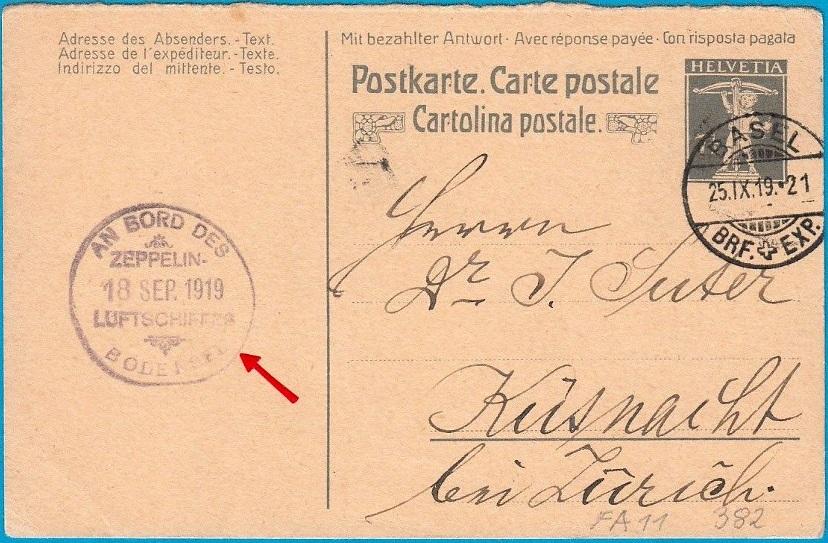 Adresse des Absenders. - Text.
Adresse de l'expéditeur. - Texte.
Indirizzo del mittente. - Testo.
Mit bezahlter Antwort · Avec réponse payée · Con risposta pagata
Postkarte. Carte postale
Cartolina postale.
HELVETIA
BASEL
25.IX.19.-21
BRF. EXP.
AN BORD DES
ZEPPELIN-
18 SEP. 1919
LUFTSCHIFFES
BODENSEE
Herrn
Dr. J. Suter
Küsnacht
bei Zürich.
FA 11 382